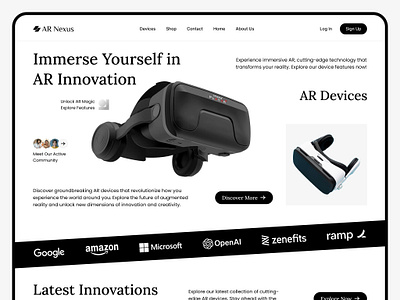 AR Nexus
Devices Shop Contact Home About Us
Log In
Sign Up
Immerse Yourself in
AR Innovation
Experience immersive AR; cutting-edge technology that
transforms your reality. Explore our device features now!
Unlock AR Magic
Explore Features
AR Devices
Meet Our Active
Community
Discover groundbreaking AR devices that revolutionize how you
experience the world around you. Explore the future of augmented
reality and unlock new dimensions of innovation and creativity.
Discover More →
Google amazon Microsoft OpenAI zenefits ramp
Latest Innovations
Explore our latest collection of cutting-
edge AR devices. Stay ahead with the
Explore Now →